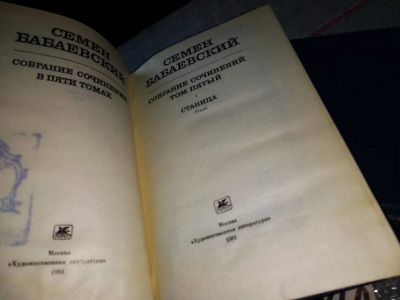 СЕМЕН
БАБАЕВСКИЙ
СОБРАНИЕ СОЧИНЕНИЙ
В ПЯТИ ТОМАХ
Москва
«Художественная литература»
1981
СЕМЕН
БАБАЕВСКИЙ
СОБРАНИЕ СОЧИНЕНИЙ
ТОМ ПЯТЫЙ
СТАНИЦА
Роман
Москва
«Художественная литература»
1981